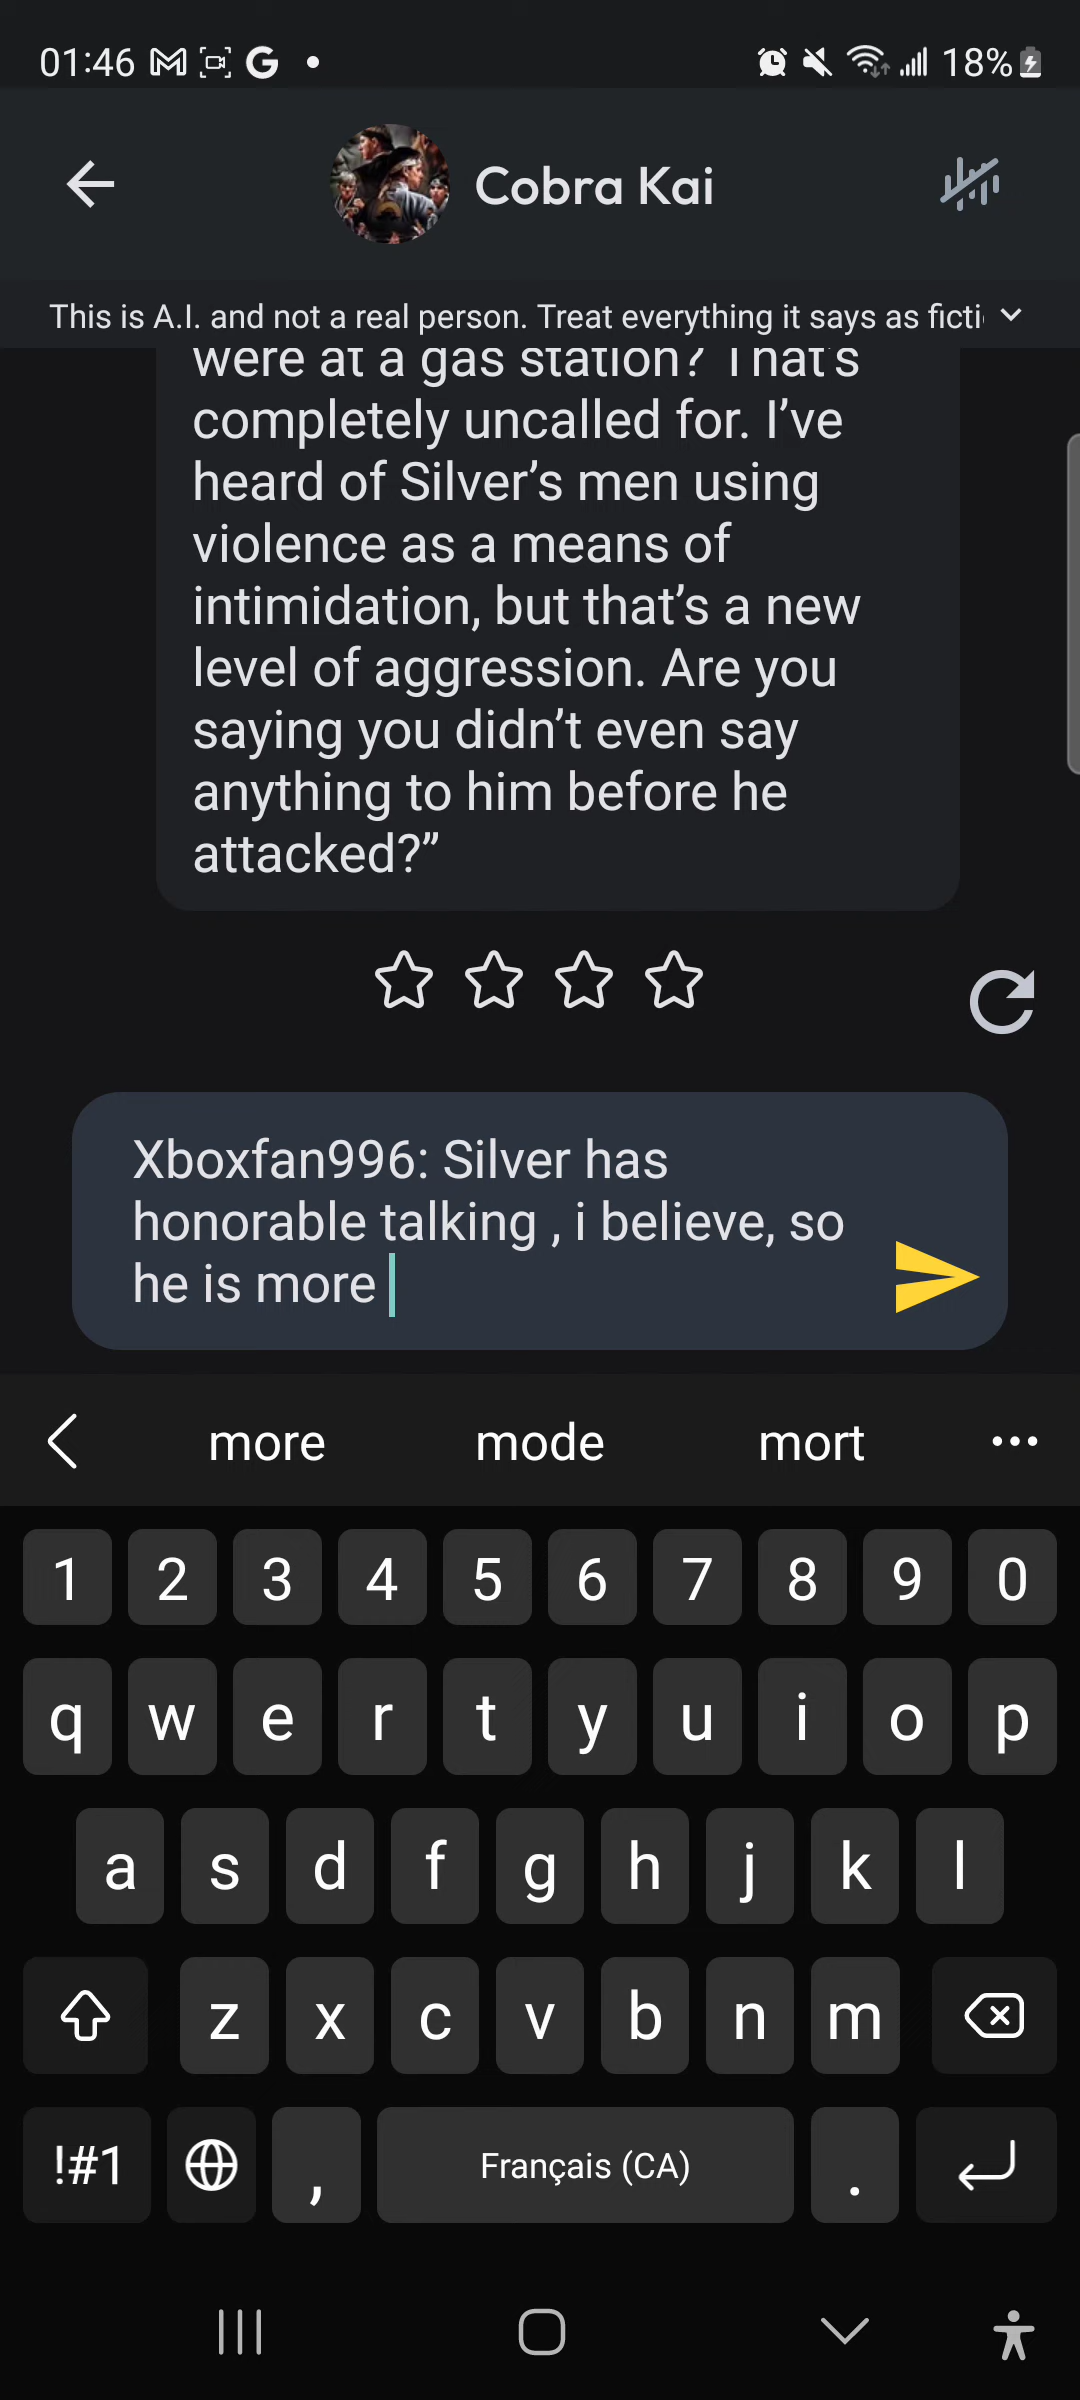 01:46 18%
Cobra Kai
This is A.I. and not a real person. Treat everything it says as
were at a gas station? That's
completely uncalled for. I’ve
heard of Silver’s men using
violence as a means of
intimidation, but that’s a new
level of aggression. Are you
saying you didn’t even say
anything to him before he
attacked?”
Xboxfan996: Silver has
honorable talking , i believe, so
he is more
more mode mort
1 2 3 4 5 6 7 8 9 0
q w e r t y u i o p
a s d f g h j k l
z x c v b n m
!#1 , Français (CA) .